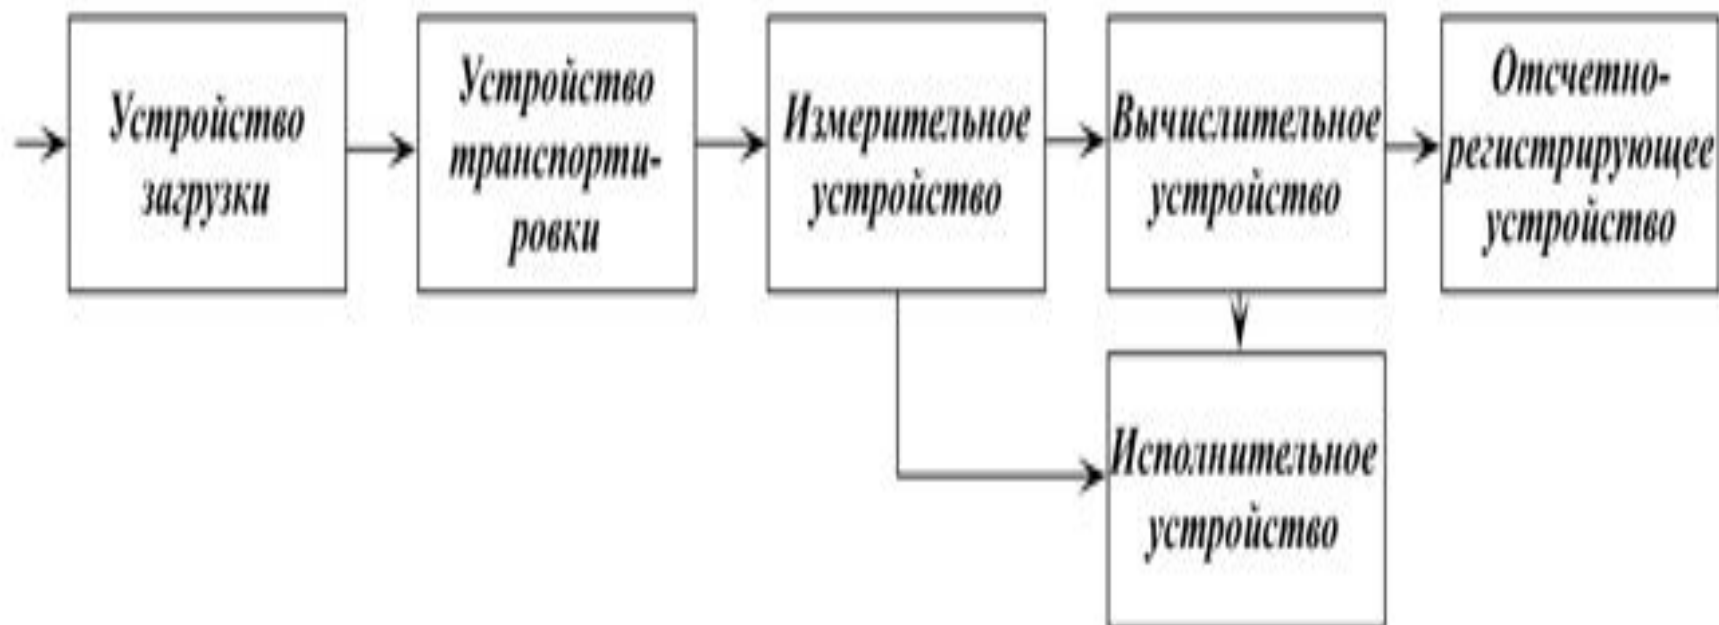 Устройство
загрузки
Устройство
транспорти-
ровки
Измерительное
устройство
Вычислительное
устройство
Отсчетно-
регистрирующее
устройство
Исполнительное
устройство